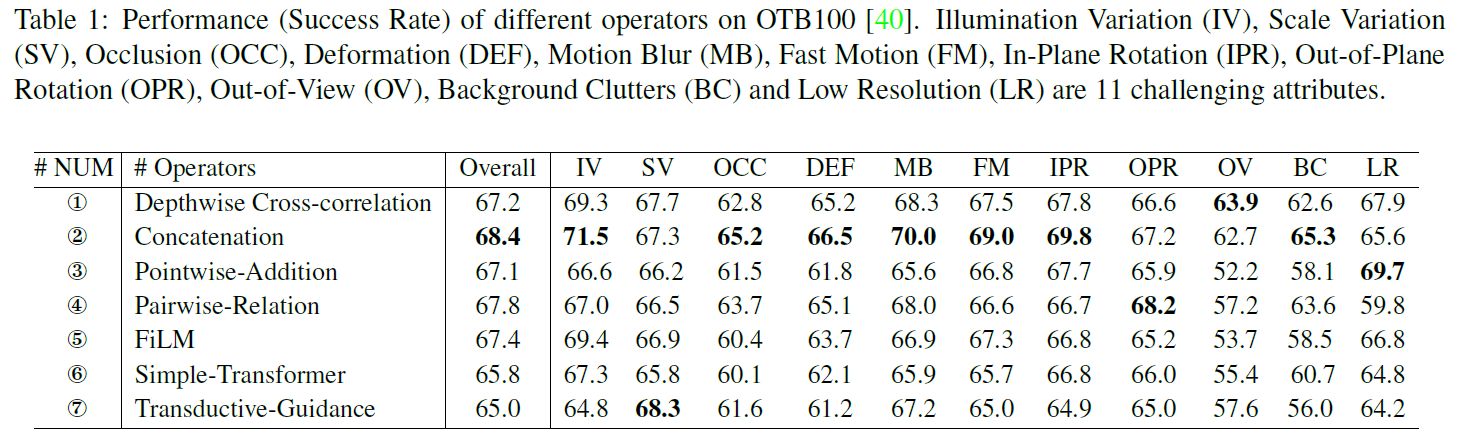 Table 1: Performance (Success Rate) of different operators on OTB100 [40]. Illumination Variation (IV), Scale Variation
(SV), Occlusion (OCC), Deformation (DEF), Motion Blur (MB), Fast Motion (FM), In-Plane Rotation (IPR), Out-of-Plane
Rotation (OPR), Out-of-View (OV), Background Clutters (BC) and Low Resolution (LR) are 11 challenging attributes.
# NUM # Operators Overall IV SV OCC DEF MB FM IPR OPR OV BC LR
① Depthwise Cross-correlation 67.2 69.3 67.7 62.8 65.2 68.3 67.5 67.8 66.6 63.9 62.6 67.9
② Concatenation 68.4 71.5 67.3 65.2 66.5 70.0 69.0 69.8 67.2 62.7 65.3 65.6
③ Pointwise-Addition 67.1 66.6 66.2 61.5 61.8 65.6 66.8 67.7 65.9 52.2 58.1 69.7
④ Pairwise-Relation 67.8 67.0 66.5 63.7 65.1 68.0 66.6 66.7 68.2 57.2 63.6 59.8
⑤ FiLM 67.4 69.4 66.9 60.4 63.7 66.9 67.3 66.8 65.2 53.7 58.5 66.8
⑥ Simple-Transformer 65.8 67.3 65.8 60.1 62.1 65.9 65.7 66.8 66.0 55.4 60.7 64.8
⑦ Transductive-Guidance 65.0 64.8 68.3 61.6 61.2 67.2 65.0 64.9 65.0 57.6 56.0 64.2